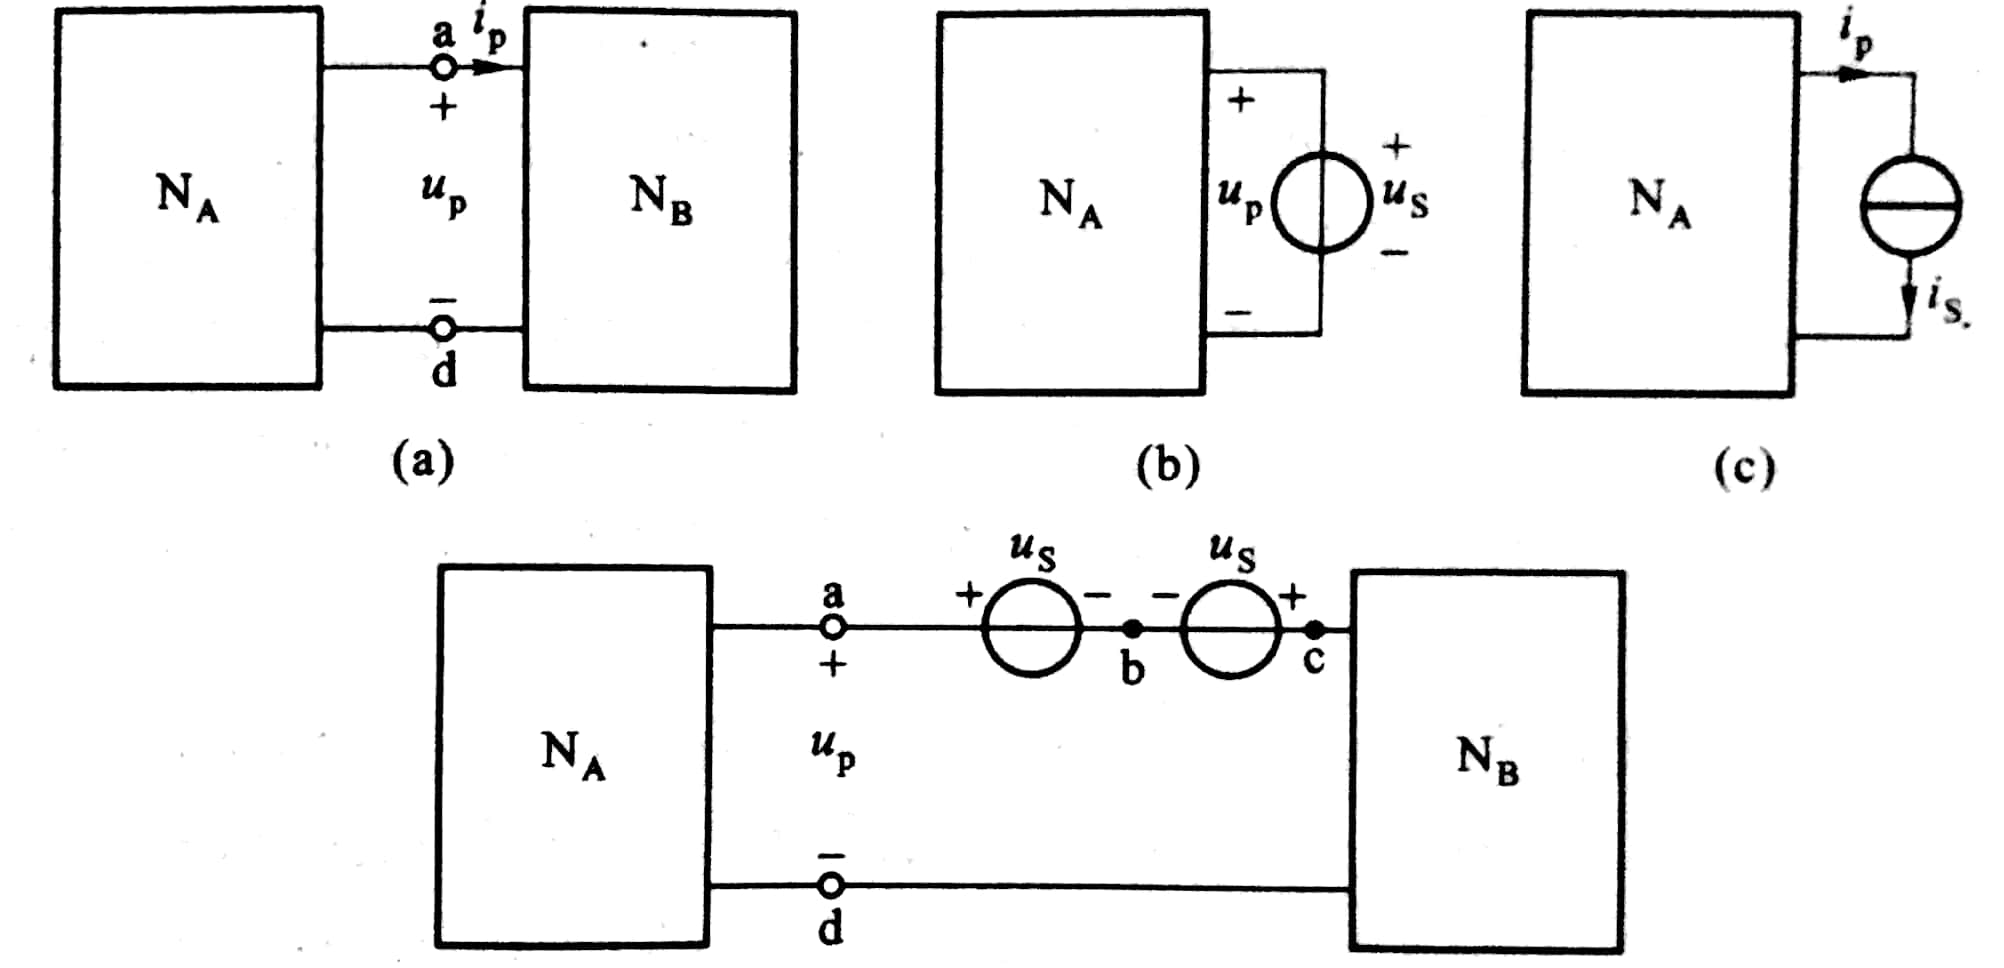 a i_p
+
N_A u_p N_B
−
d
(a)
+
+
N_A u_p u_S
−
−
(b)
i_p
N_A
i_S.
(c)
u_S u_S
a + − − +
+ b c
N_A u_p N_B
−
d